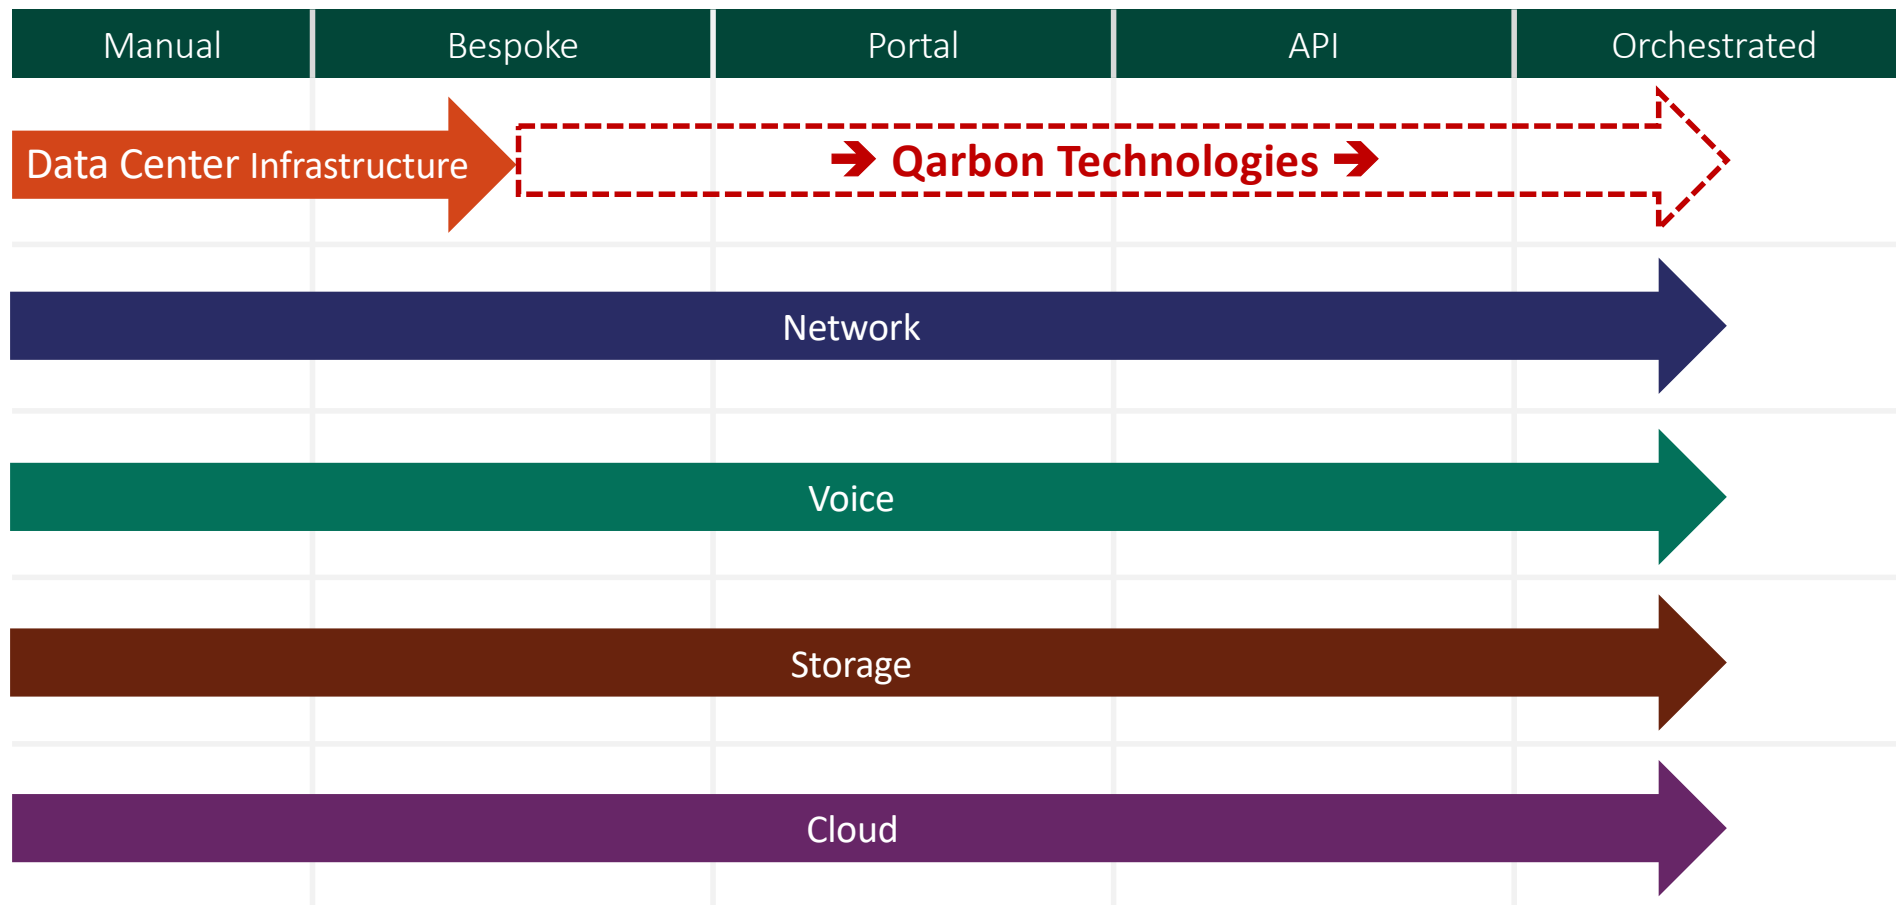 Manual Bespoke Portal API Orchestrated
Data Center Infrastructure
➔ Qarbon Technologies ➔
Network
Voice
Storage
Cloud